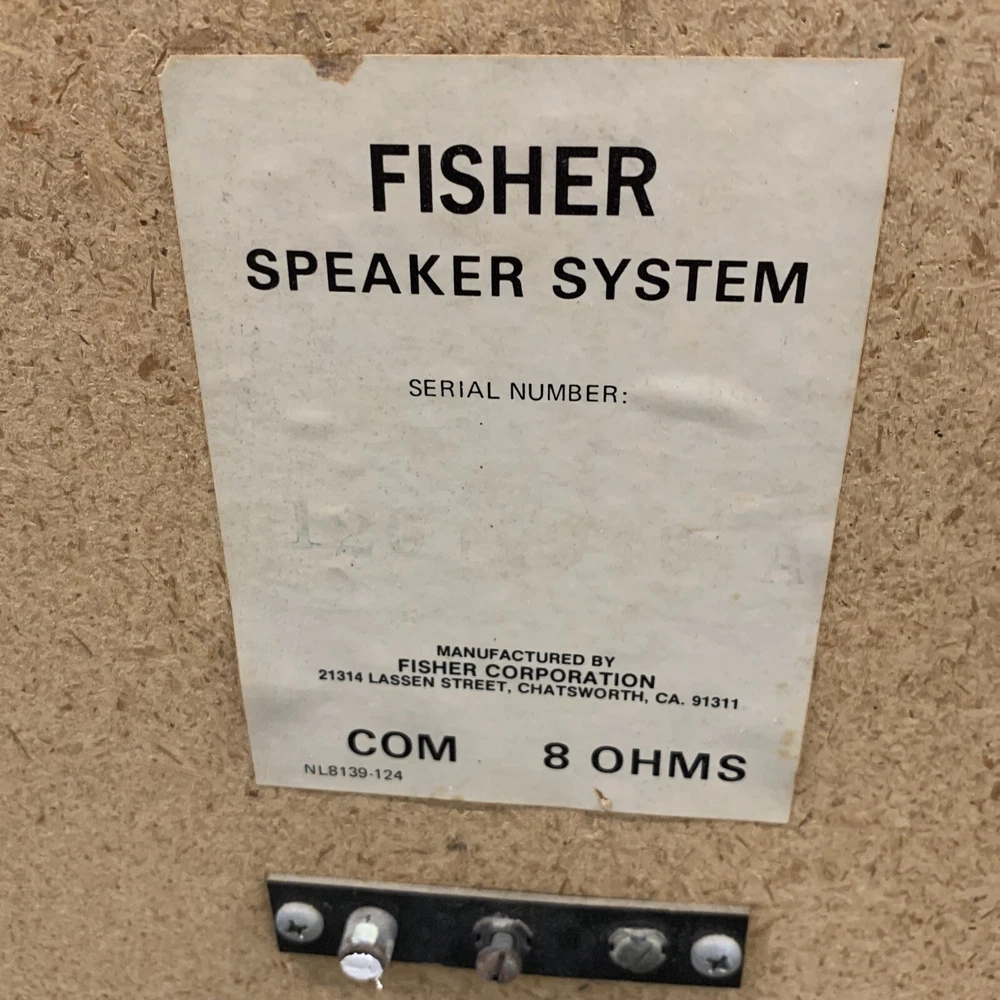 FISHER
SPEAKER SYSTEM
SERIAL NUMBER:
MANUFACTURED BY
FISHER CORPORATION
21314 LASSEN STREET, CHATSWORTH, CA. 91311
COM 8 OHMS
NL8139-124